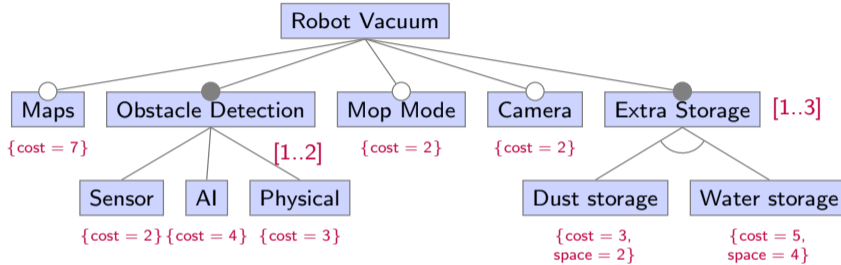 Robot Vacuum
Maps Obstacle Detection Mop Mode Camera Extra Storage [1..3]
{cost = 7} [1..2] {cost = 2} {cost = 2}
Sensor AI Physical Dust storage Water storage
{cost = 2} {cost = 4} {cost = 3} {cost = 3, {cost = 5,
space = 2} space = 4}